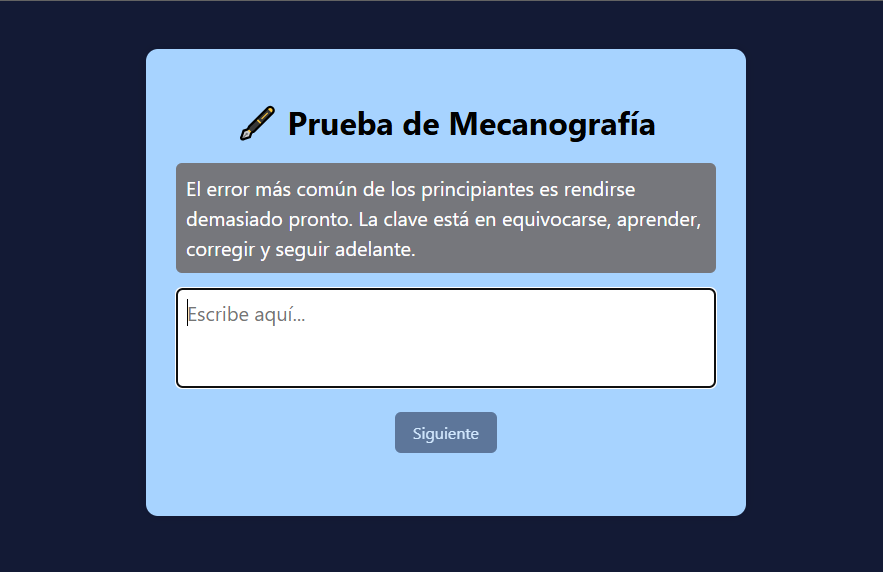 Prueba de Mecanografía
El error más común de los principiantes es rendirse
demasiado pronto. La clave está en equivocarse, aprender,
corregir y seguir adelante.
Escribe aquí...
Siguiente